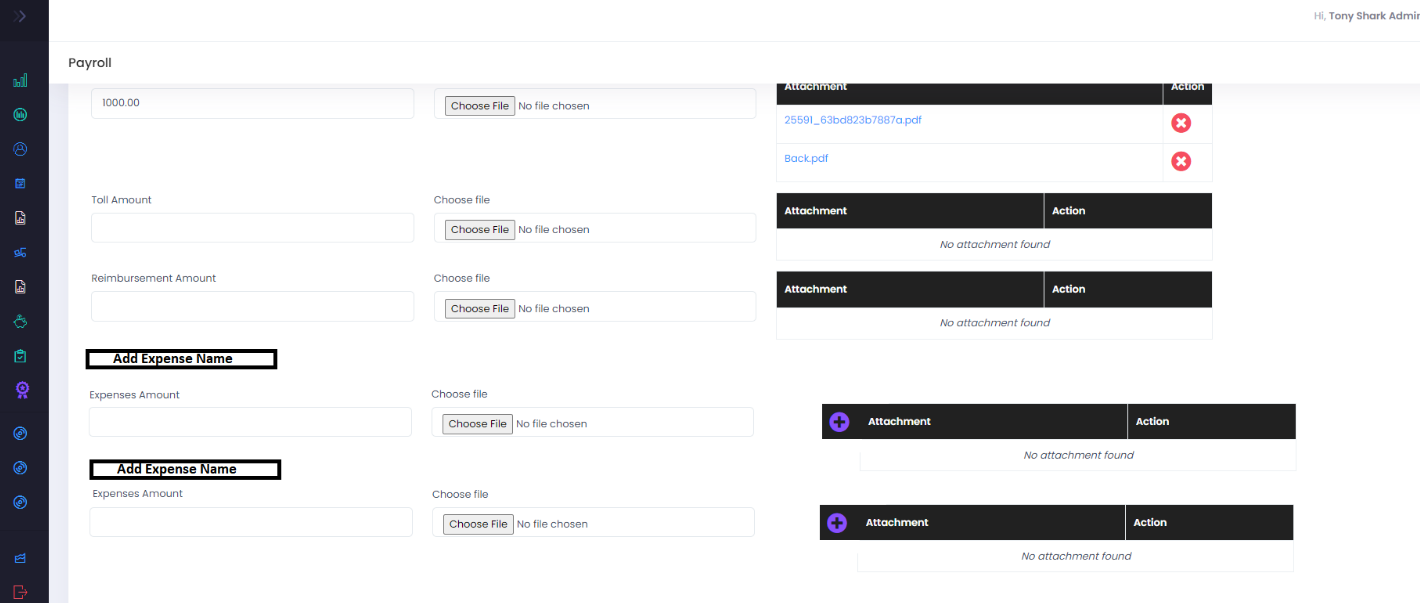 Hi, Tony Shark Admin
Payroll
Attachment Action
1000.00 Choose File No file chosen
25591_63bd823b7887a.pdf
Back.pdf
Toll Amount Choose file
Attachment Action
Choose File No file chosen
No attachment found
Reimbursement Amount Choose file
Attachment Action
Choose File No file chosen
No attachment found
Add Expense Name
Expenses Amount Choose file
Attachment Action
Choose File No file chosen
No attachment found
Add Expense Name
Expenses Amount Choose file
Attachment Action
Choose File No file chosen
No attachment found